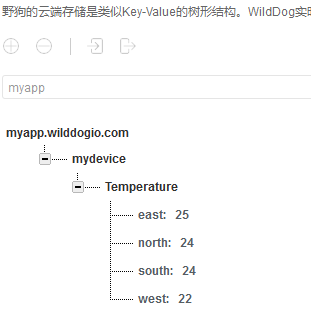 野狗的云端存储是类似Key-Value的树形结构。WildDog实
myapp
myapp.wilddogio.com
mydevice
Temperature
east: 25
north: 24
south: 24
west: 22